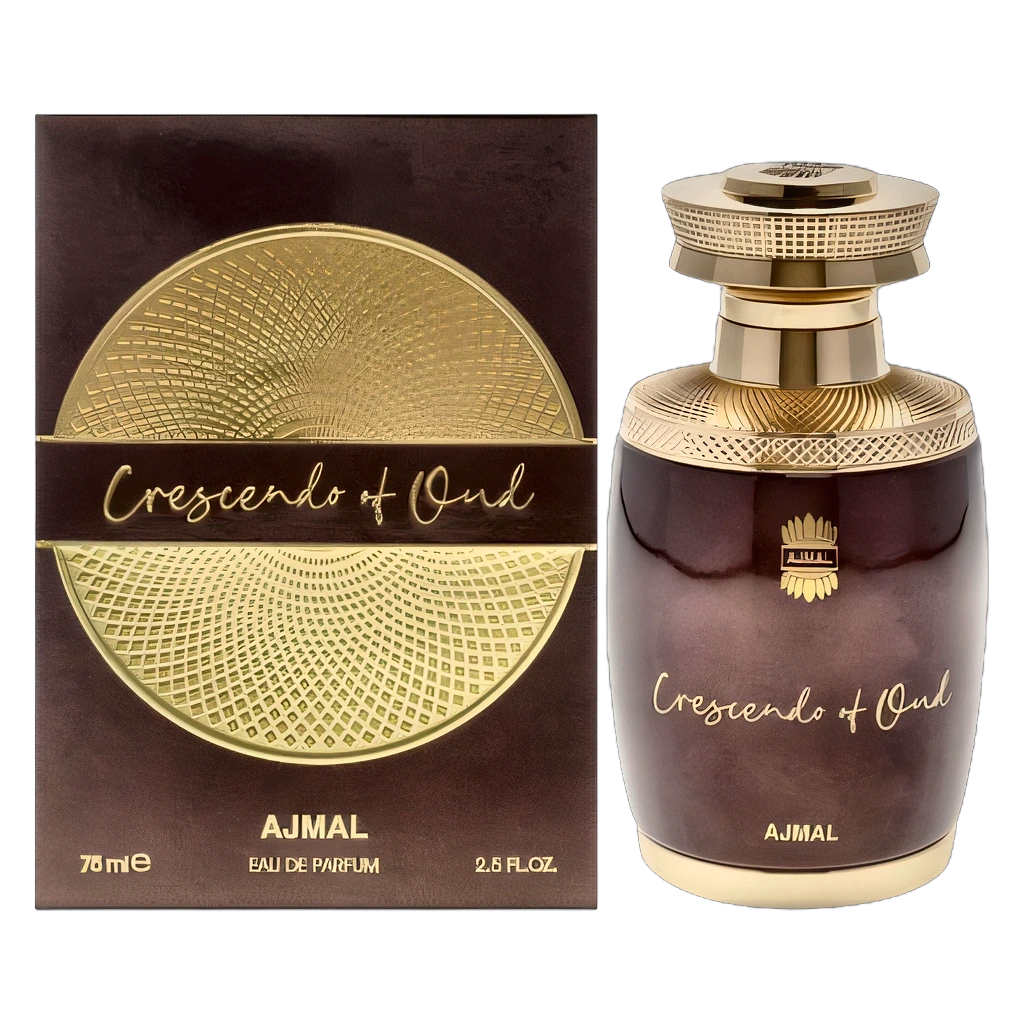 Crescendo of Oud
AJMAL
75 ml e
EAU DE PARFUM
2.5 FL.OZ.
Crescendo of Oud
AJMAL